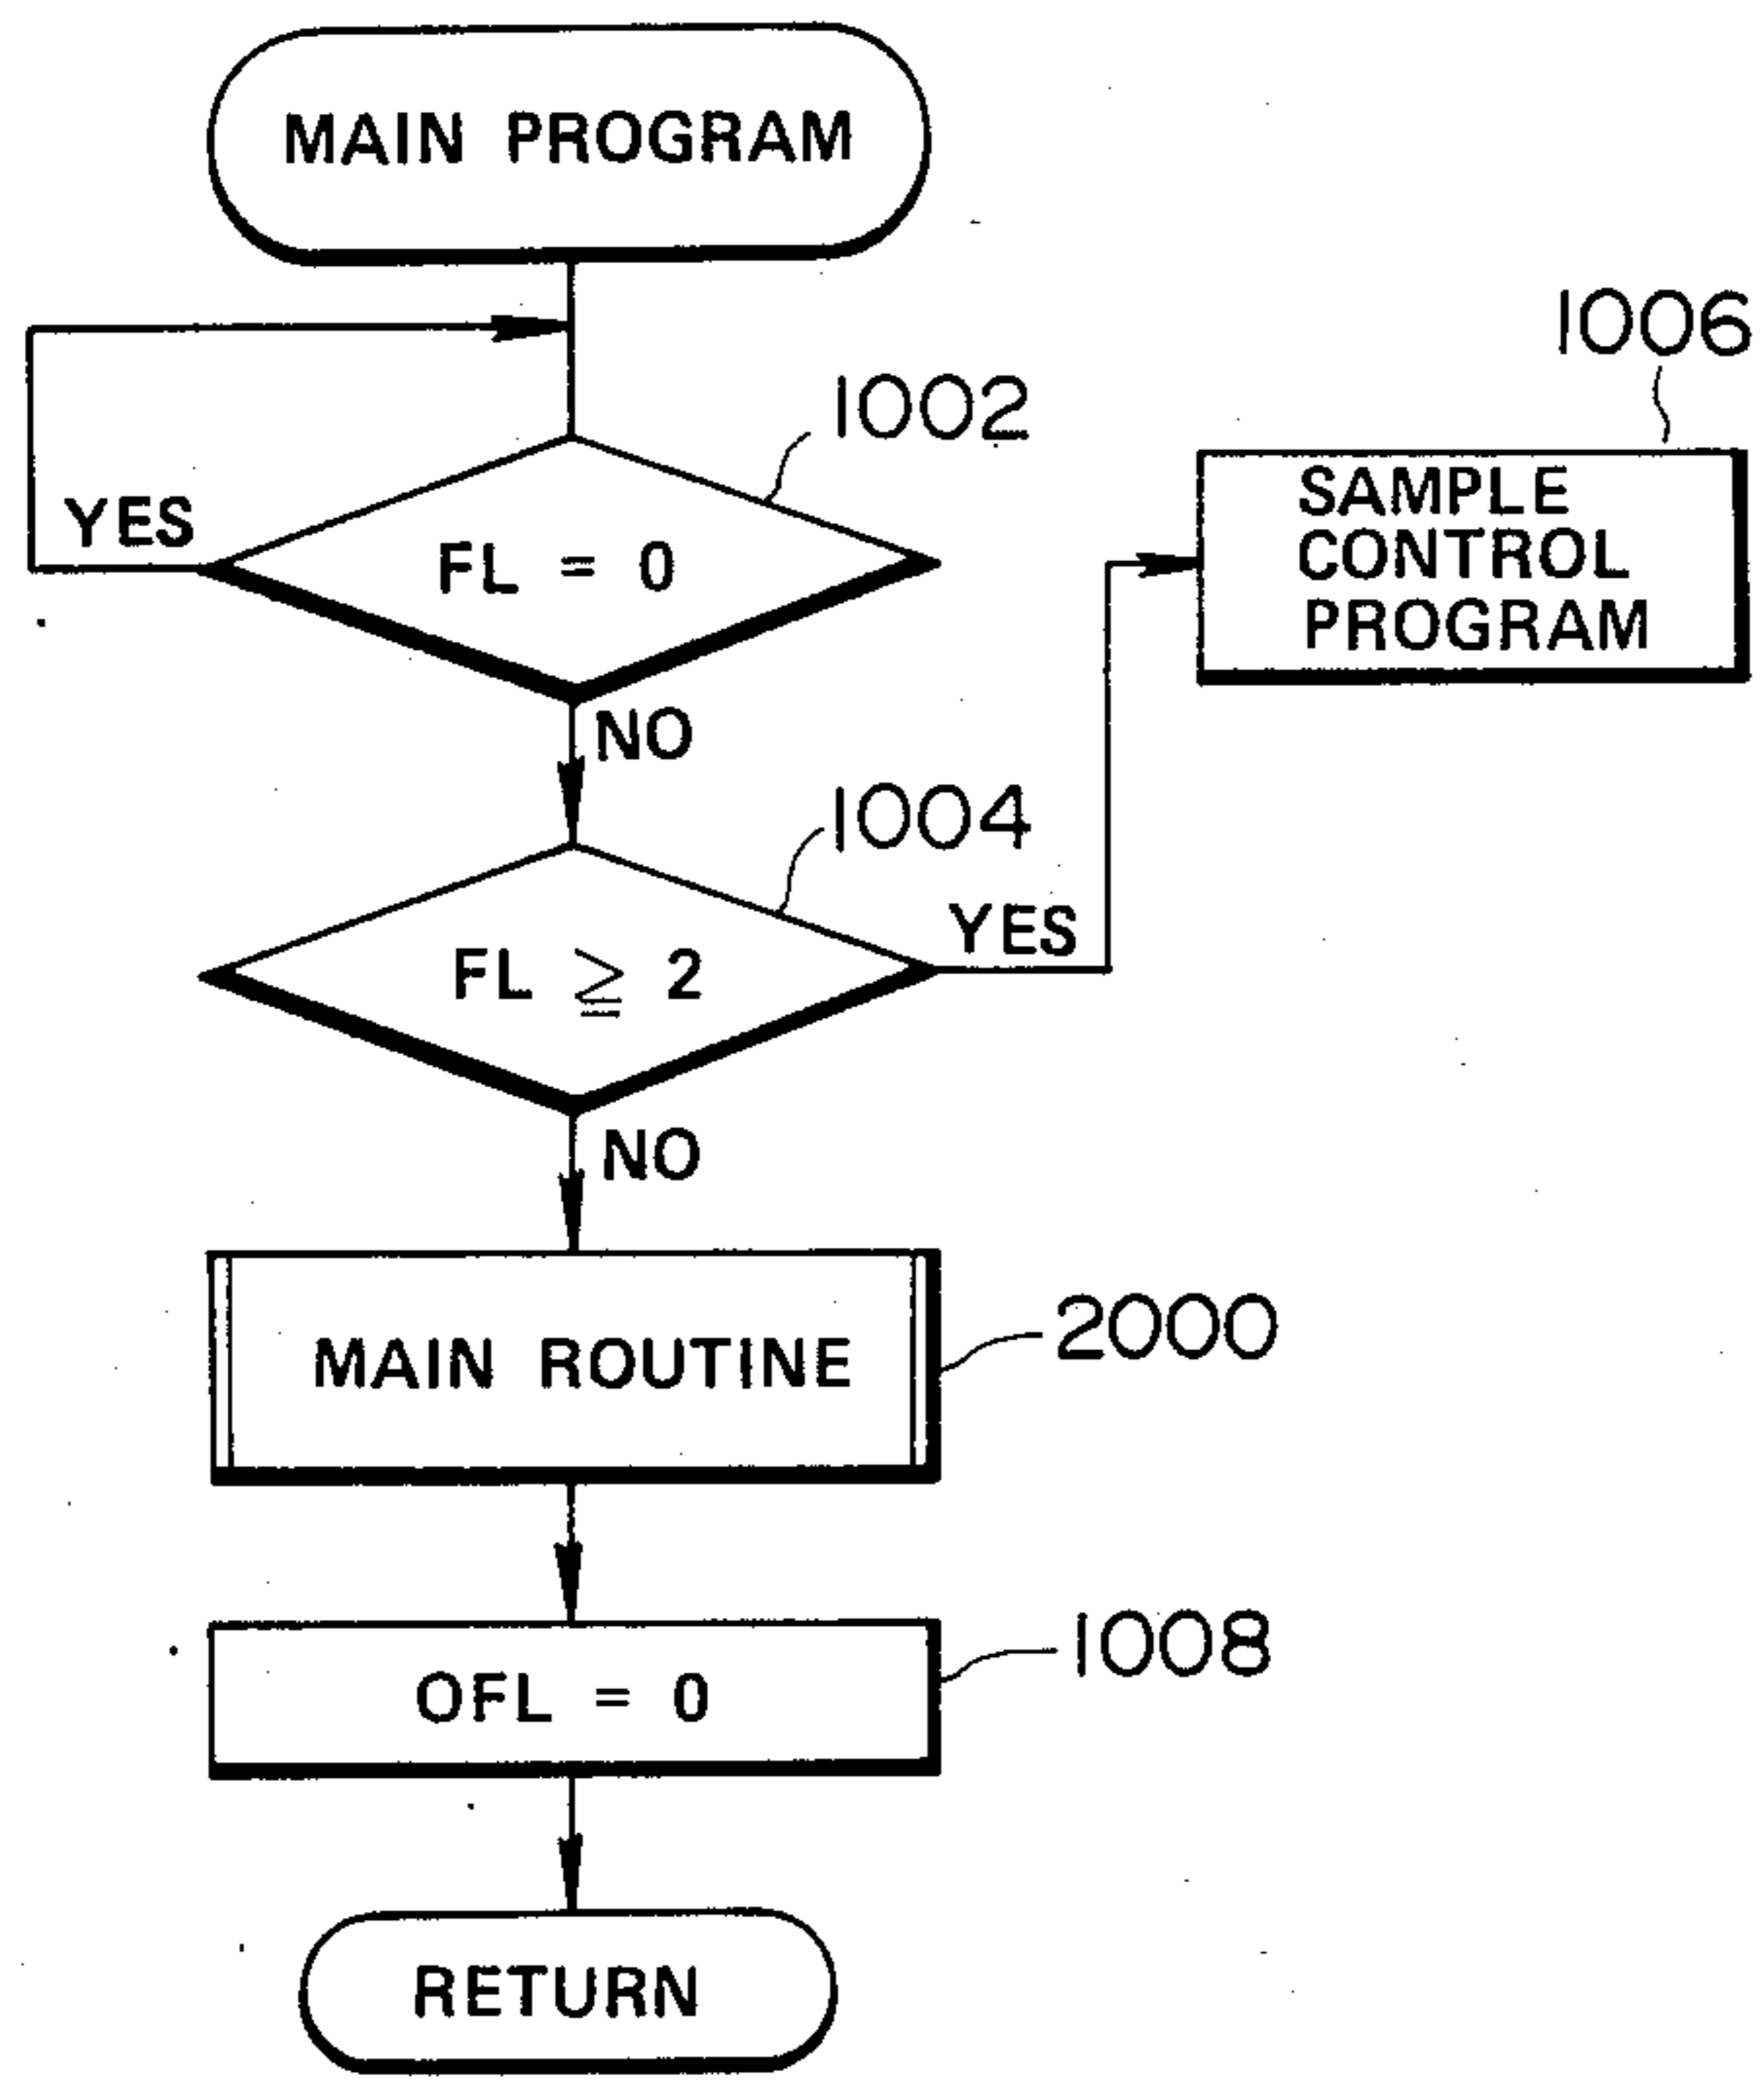 MAIN PROGRAM
1002
YES
FL = 0
NO
1006
SAMPLE
CONTROL
PROGRAM
1004
YES
FL ≧ 2
NO
MAIN ROUTINE
2000
OFL = 0
1008
RETURN